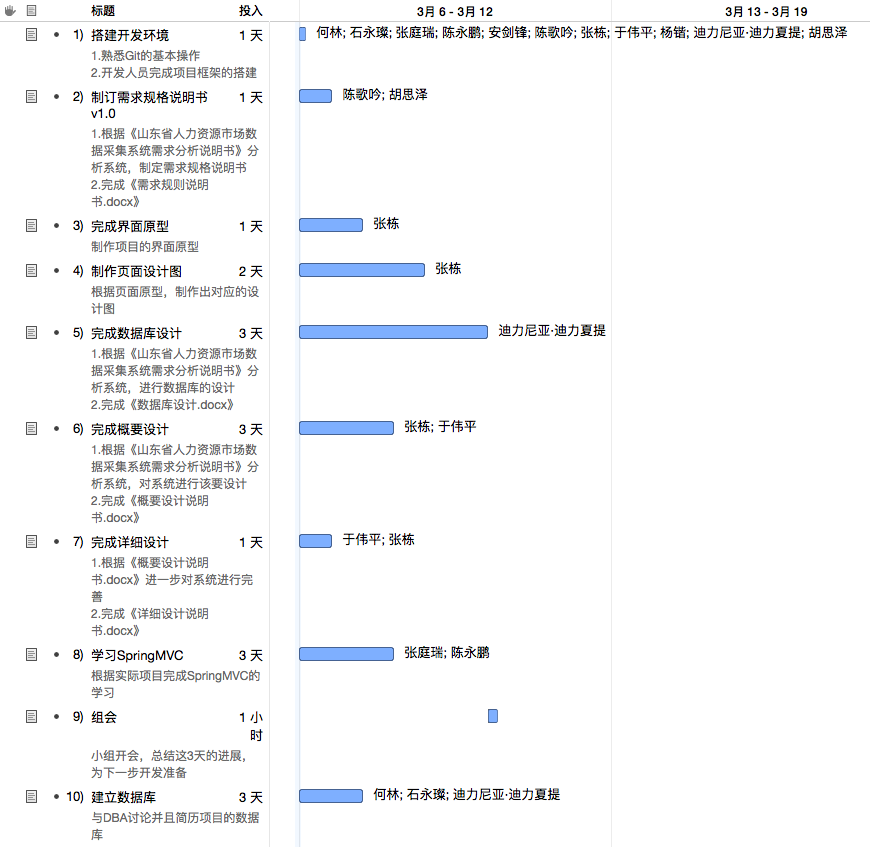 标题 投入 3月 6 - 3月 12 3月 13 - 3月 19
1) 搭建开发环境 1 天 何林; 石永璨; 张庭瑞; 陈永鹏; 安剑锋; 陈歌吟; 张栋; 于伟平; 杨锴; 迪力尼亚·迪力夏提; 胡思泽
1.熟悉Git的基本操作
2.开发人员完成项目框架的搭建
2) 制订需求规格说明书 1 天 陈歌吟; 胡思泽
v1.0
1.根据《山东省人力资源市场数
据采集系统需求分析说明书》分
析系统，制定需求规格说明书
2.完成《需求规则说明
书.docx》
3) 完成界面原型 1 天 张栋
制作项目的界面原型
4) 制作页面设计图 2 天 张栋
根据页面原型，制作出对应的设
计图
5) 完成数据库设计 3 天 迪力尼亚·迪力夏提
1.根据《山东省人力资源市场数
据采集系统需求分析说明书》分
析系统，进行数据库的设计
2.完成《数据库设计.docx》
6) 完成概要设计 3 天 张栋; 于伟平
1.根据《山东省人力资源市场数
据采集系统需求分析说明书》分
析系统，对系统进行该要设计
2.完成《概要设计说明
书.docx》
7) 完成详细设计 1 天 于伟平; 张栋
1.根据《概要设计说明
书.docx》进一步对系统进行完
善
2.完成《详细设计说明
书.docx》
8) 学习SpringMVC 3 天 张庭瑞; 陈永鹏
根据实际项目完成SpringMVC的
学习
9) 组会 1 小
时
小组开会，总结这3天的进展，
为下一步开发准备
10) 建立数据库 3 天 何林; 石永璨; 迪力尼亚·迪力夏提
与DBA讨论并且简历项目的数据
库